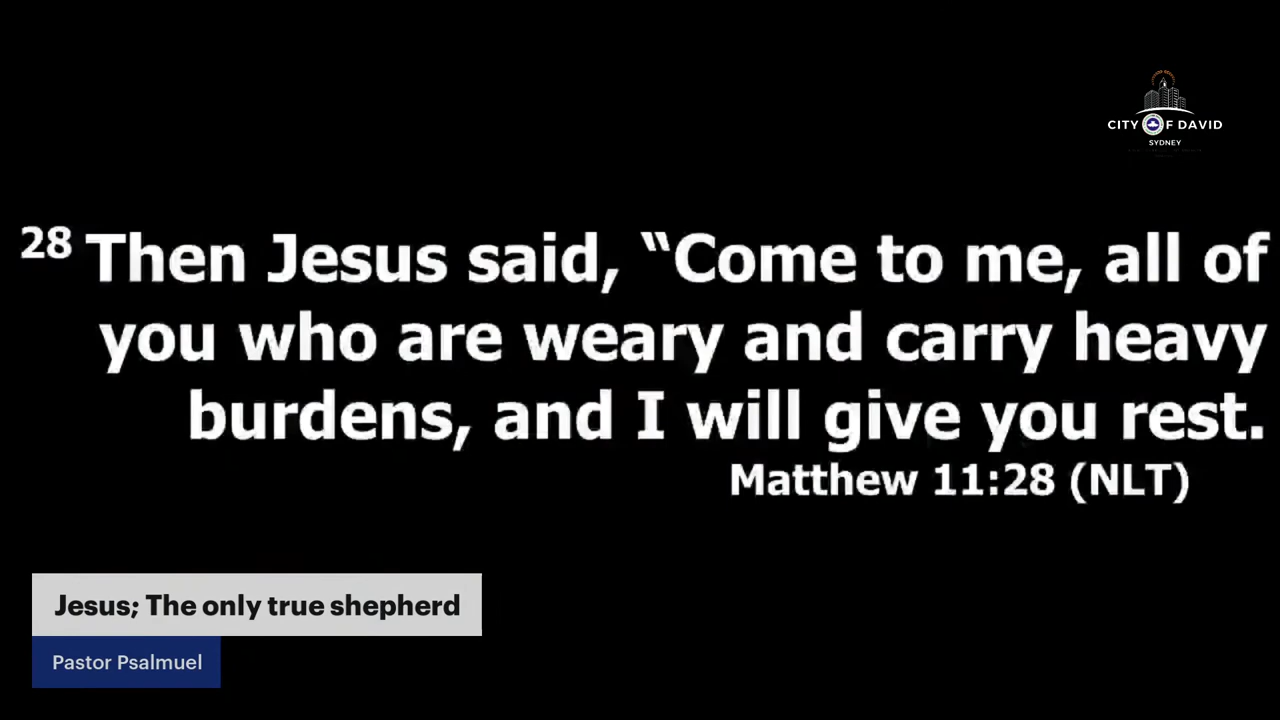 CITY OF DAVID
SYDNEY
28 Then Jesus said, “Come to me, all of
you who are weary and carry heavy
burdens, and I will give you rest.
Matthew 11:28 (NLT)
Jesus; The only true shepherd
Pastor Psalmuel